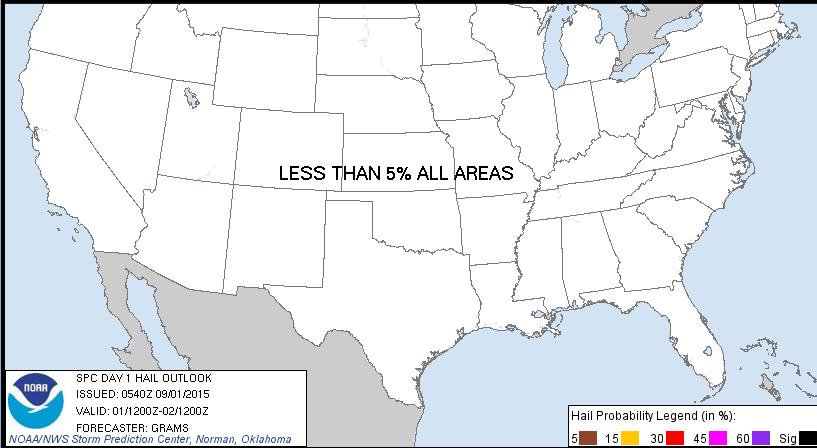 LESS THAN 5% ALL AREAS
NOAA
SPC DAY 1 HAIL OUTLOOK
ISSUED: 0540Z 09/01/2015
VALID: 01/1200Z-02/1200Z
FORECASTER: GRAMS
NOAA/NWS Storm Prediction Center, Norman, Oklahoma
Hail Probability Legend (in %):
5 15 30 45 60 Sig